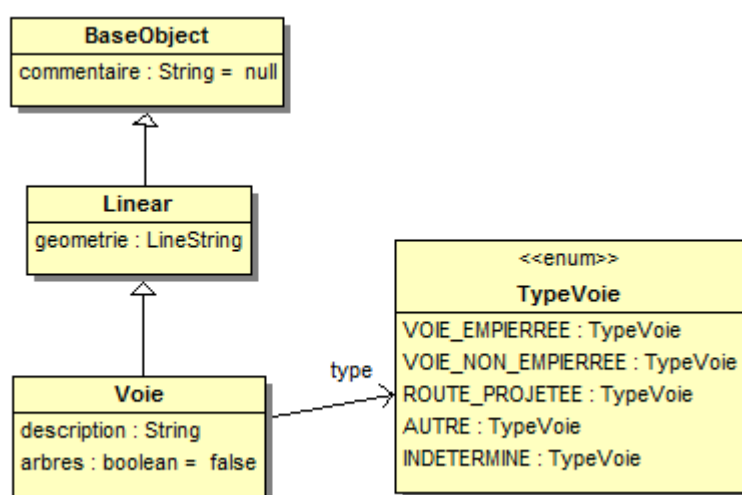 BaseObject
commentaire : String = null
Linear
geometrie : LineString
<<enum>>
TypeVoie
VOIE_EMPIERREE : TypeVoie
VOIE_NON_EMPIERREE : TypeVoie
ROUTE_PROJETEE : TypeVoie
AUTRE : TypeVoie
INDETERMINE : TypeVoie
type
Voie
description : String
arbres : boolean = false